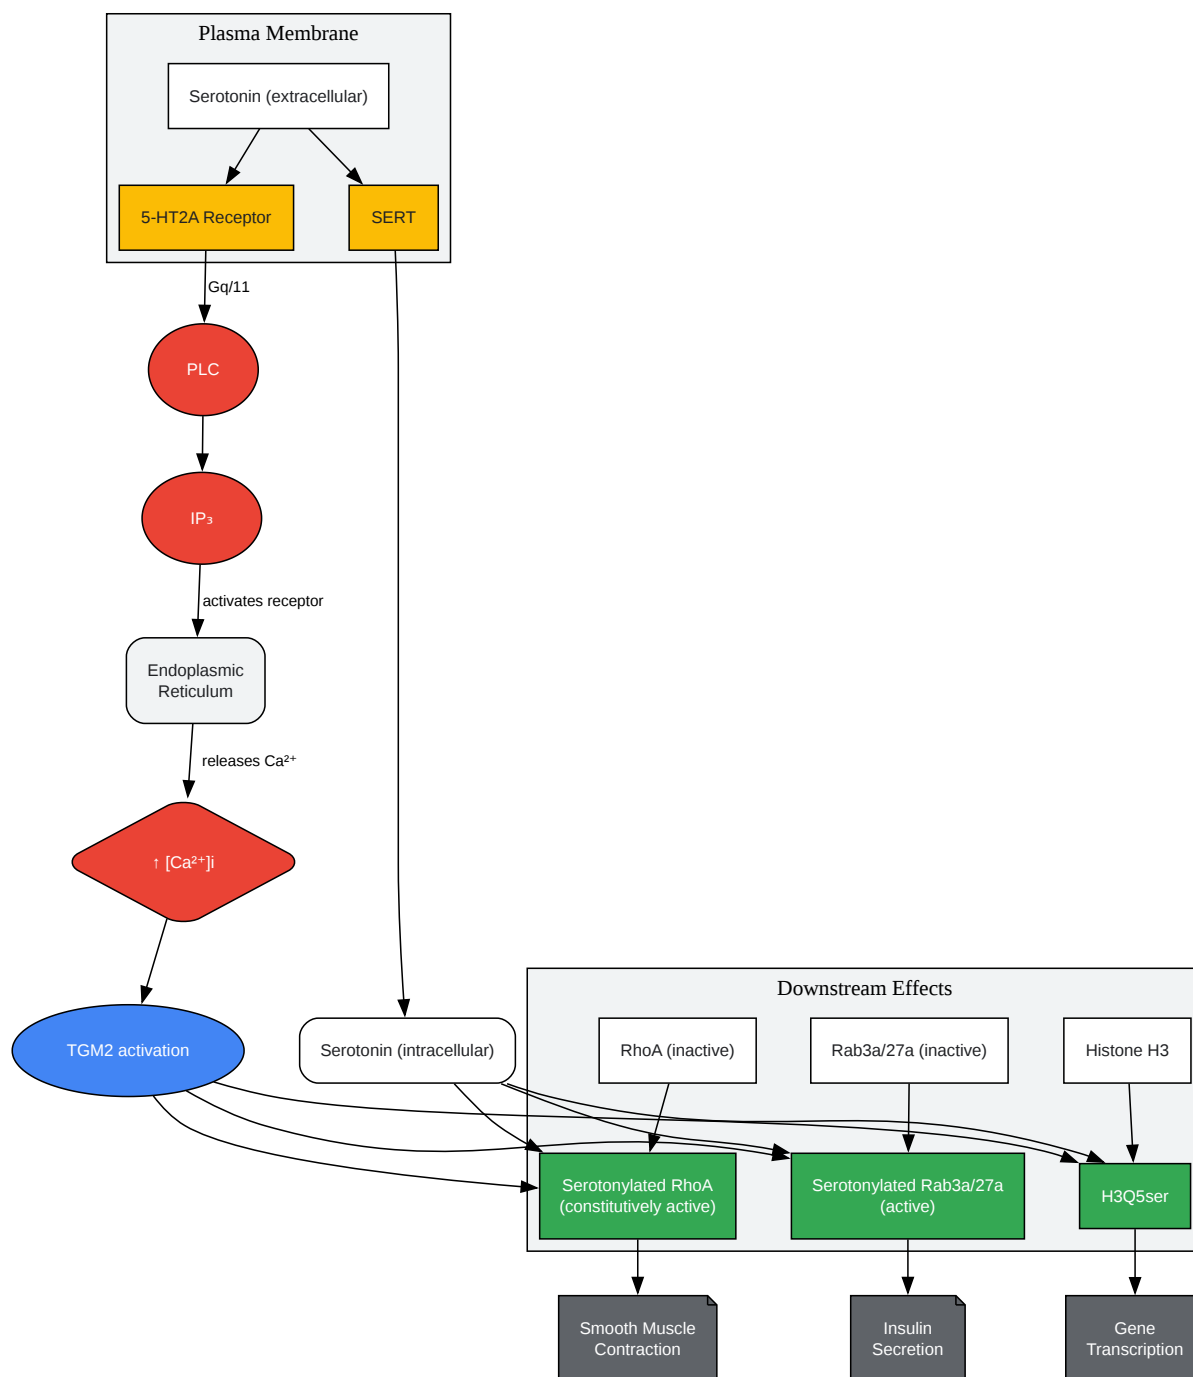 Plasma Membrane
Serotonin (extracellular)
5-HT2A Receptor
SERT
Gq/11
PLC
IP₃
activates receptor
Endoplasmic
Reticulum
releases Ca²⁺
↑ [Ca²⁺]i
Downstream Effects
TGM2 activation
Serotonin (intracellular)
RhoA (inactive)
Rab3a/27a (inactive)
Histone H3
Serotonylated RhoA
(constitutively active)
Serotonylated Rab3a/27a
(active)
H3Q5ser
Smooth Muscle
Contraction
Insulin
Secretion
Gene
Transcription